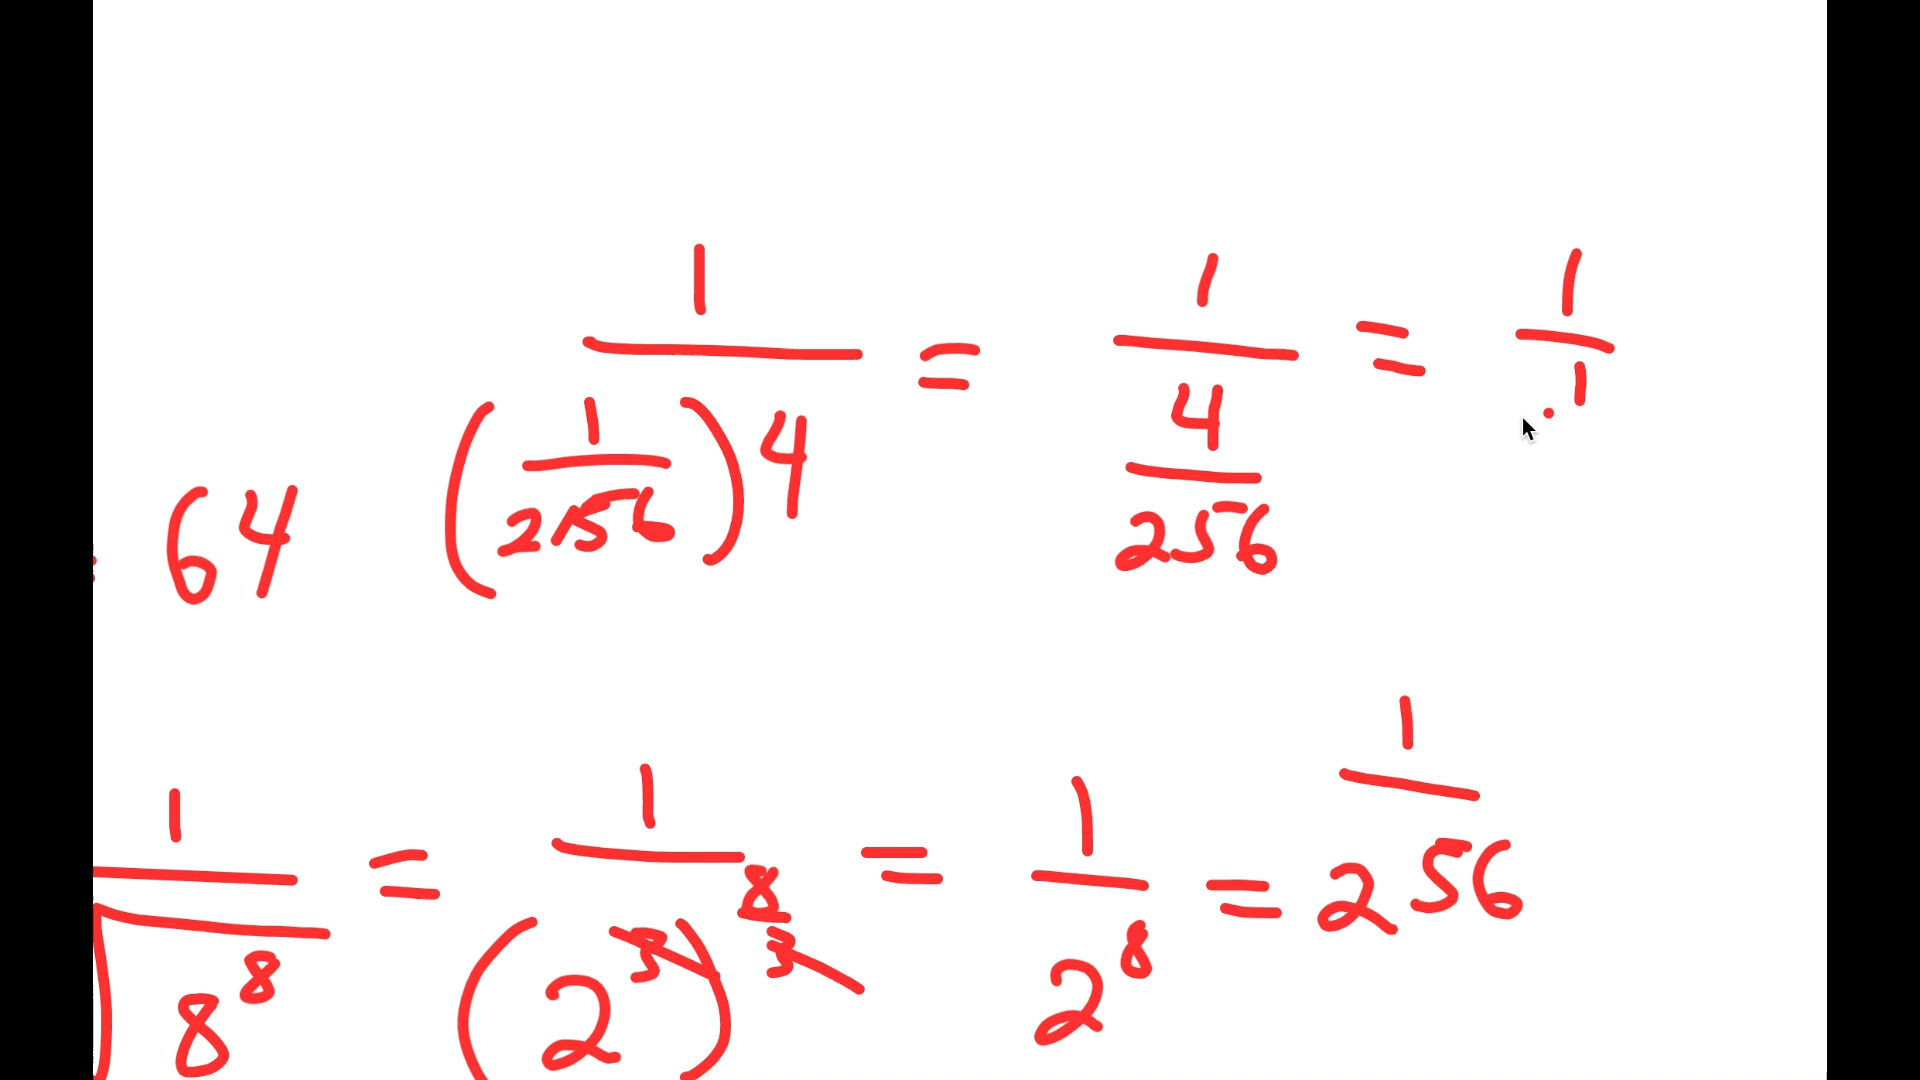 1/((1/256)^4) = 1/(4/256) = 1/1
64
1/√(8^8) = 1/((2^3)^(8/3)) = 1/(2^8) = 1/256